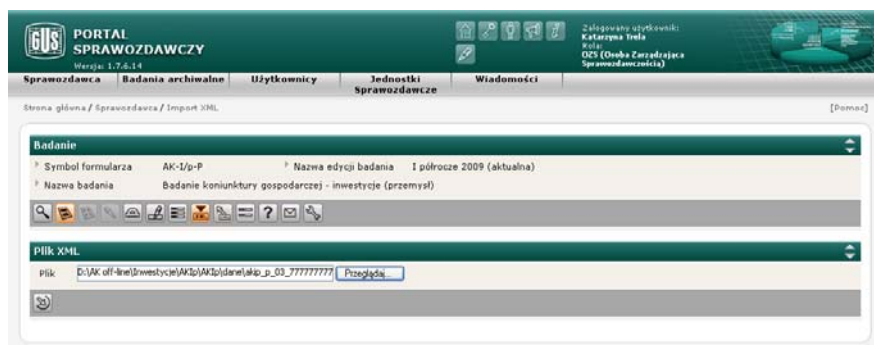 GUS PORTAL SPRAWOZDAWCZY
Wersja: 1.7.6.14
Zalogowany użytkownik:
Katarzyna Trela
Rola:
OZS (Osoba Zarządzająca Sprawozdawczością)
Sprawozdawca Badania archiwalne Użytkownicy Jednostki Sprawozdawcze Wiadomości
Strona główna / Sprawozdawca / Import XML [Pomoc]
Badanie
Symbol formularza AK-I/p-P Nazwa edycji badania I półrocze 2009 (aktualna)
Nazwa badania Badanie koniunktury gospodarczej - inwestycje (przemysł)
Plik XML
Plik D:\AK off-line\Inwestycje\AKIp\AKIp\dane\akip_p_03_777777777 Przeglądaj...